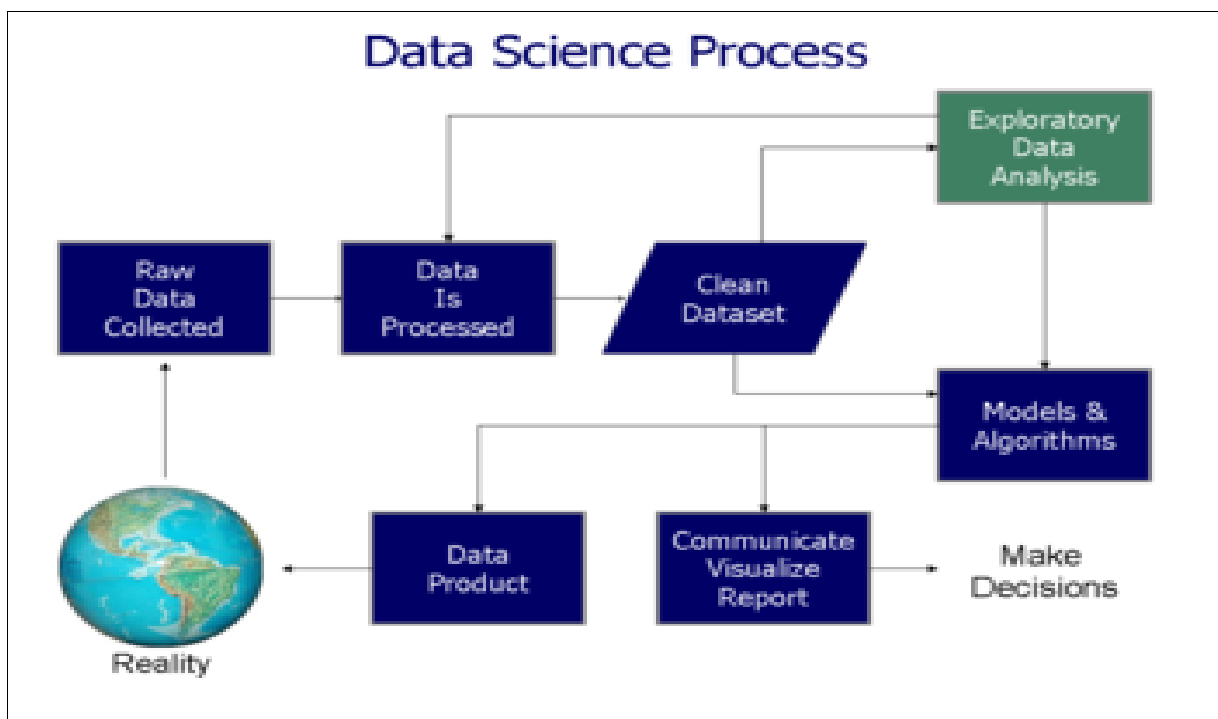 Data Science Process
Exploratory
Data
Analysis
Raw
Data
Collected
Data
Is
Processed
Clean
Dataset
Models &
Algorithms
Data
Product
Communicate
Visualize
Report
Make
Decisions
Reality